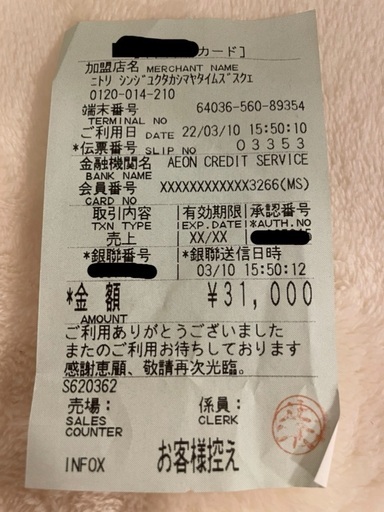 カード]
加盟店名 MERCHANT NAME
ﾆﾄﾘ ｼﾝｼﾞﾕｸﾀｶｼﾏﾔﾀｲﾑｽﾞｽｸｴ
0120-014-210
端末番号 64036-560-89354
TERMINAL NO
ご利用日 DATE 22/03/10 15:50:10
*伝票番号 SLIP NO 03353
金融機関名 AEON CREDIT SERVICE
BANK NAME
会員番号 XXXXXXXXXXXX3266(MS)
CARD NO
取引内容 有効期限 承認番号
TXN TYPE EXP.DATE *AUTH.NO
売上 XX/XX
*銀聯番号 *銀聯送信日時
03/10 15:50:12
*金 額 ¥31,000
AMOUNT
ご利用ありがとうございました
またのご利用お待ちしております
感謝恵顧、敬請再次光臨。
S620362
売場: 係員:
SALES CLERK
COUNTER
INFOX お客様控え